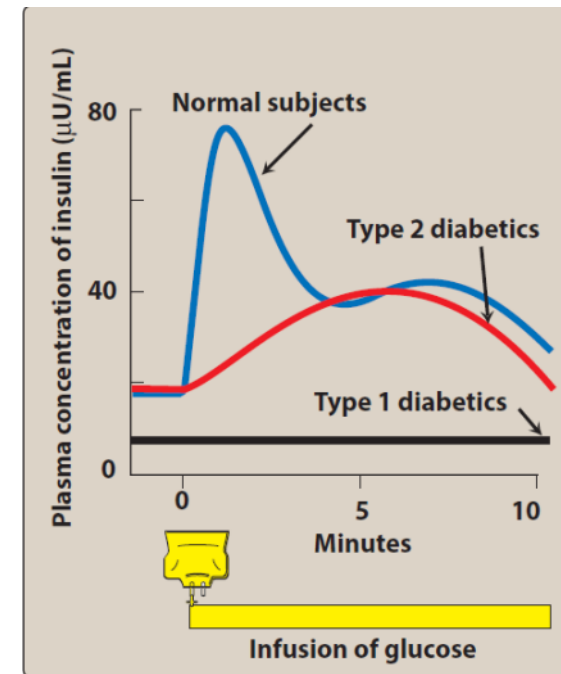 Plasma concentration of insulin (μU/mL)
80
40
0
Normal subjects
Type 2 diabetics
Type 1 diabetics
0 5 10
Minutes
Infusion of glucose